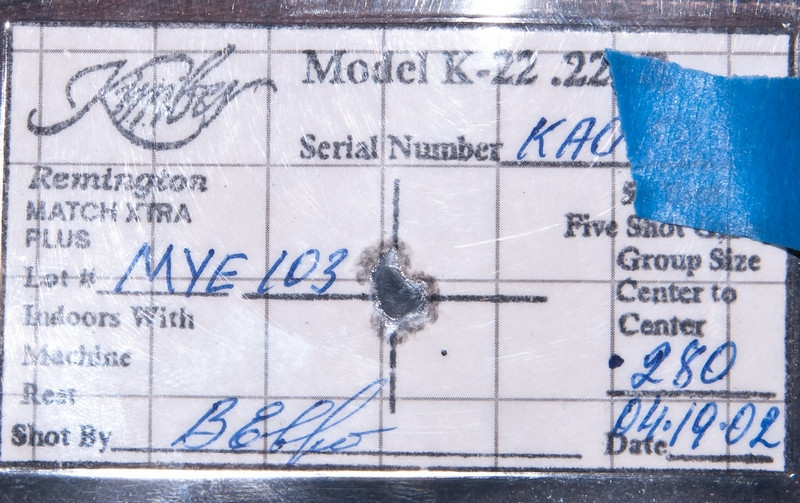 Kimber
Model K-22 .22
Serial Number KA0
Remington
MATCH XTRA
PLUS
Lot # MYE 103
Indoors With
Machine
Rest
Shot By
Five Shot
Group Size
Center to
Center
.280
Date 04.19.02